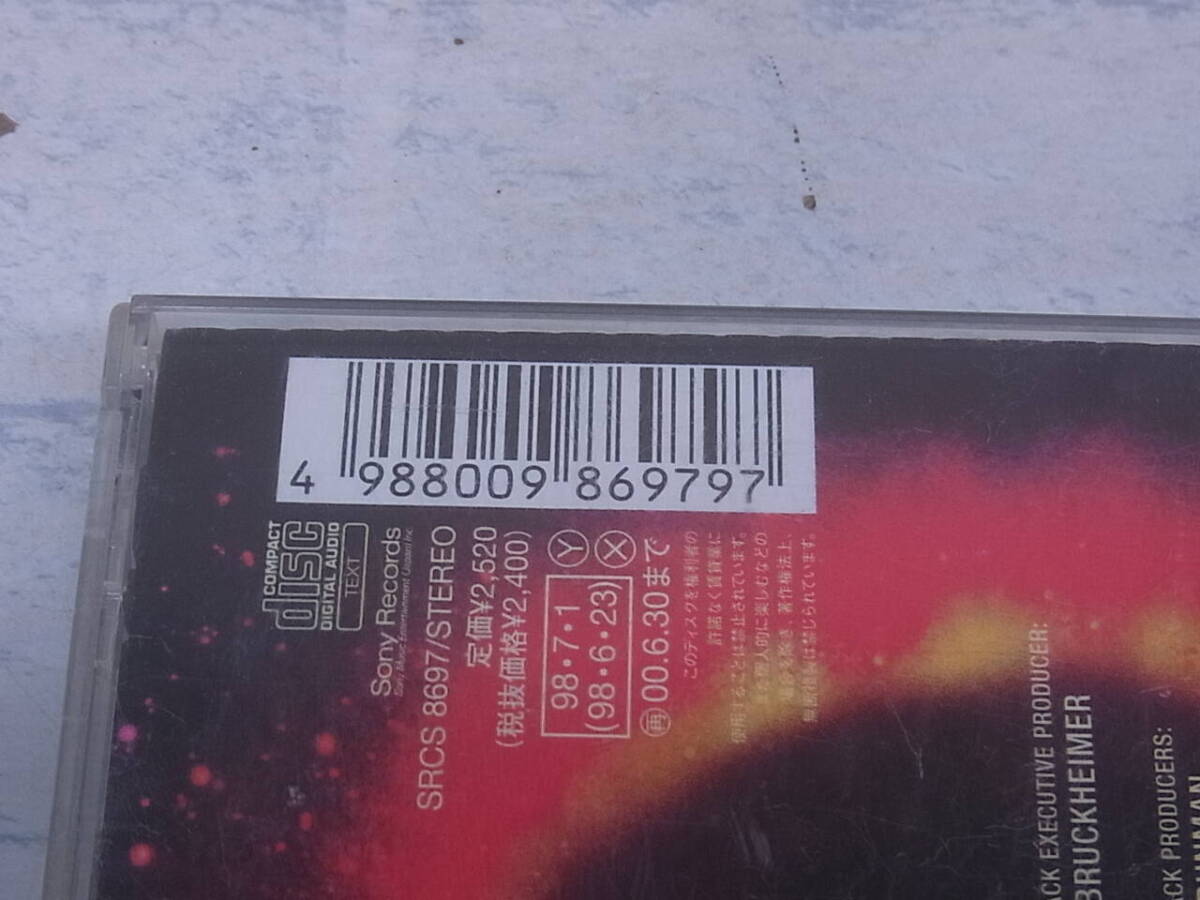 4 988009 869797
COMPACT
disc
DIGITAL AUDIO
TEXT
Sony Records
Sony Music Entertainment (Japan) Inc.
SRCS 8697/STEREO
定価¥2,520
(税抜価格¥2,400)
Ⓨ Ⓧ
98・7・1
(98・6・23)
㊢00.6.30まで
このディスクを権利者の
許諾なく賃貸業に
使用することは禁止されています。
また個人的に楽しむなどの
場合を除き、著作権法上、
無断複製は禁じられています。
ACK EXECUTIVE PRODUCER:
BRUCKHEIMER
ACK PRODUCERS: